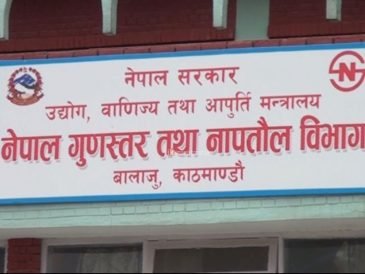 नेपाल सरकार
उद्योग, वाणिज्य तथा आपुर्ति मन्त्रालय
नेपाल गुणस्तर तथा नापतौल विभाग
बालाजु, काठमाण्डौ